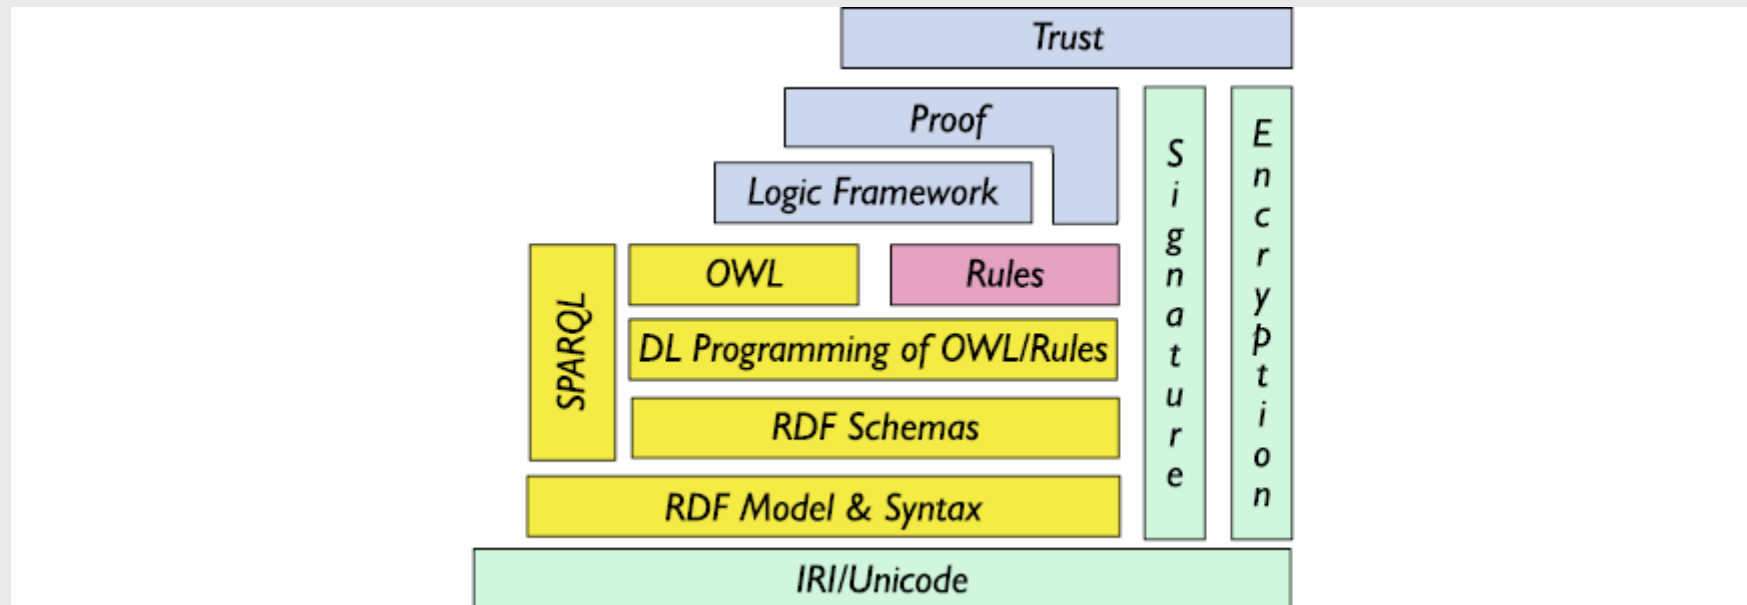 Trust
Proof
Logic Framework
Signature
Encryption
SPARQL
OWL
Rules
DL Programming of OWL/Rules
RDF Schemas
RDF Model & Syntax
IRI/Unicode